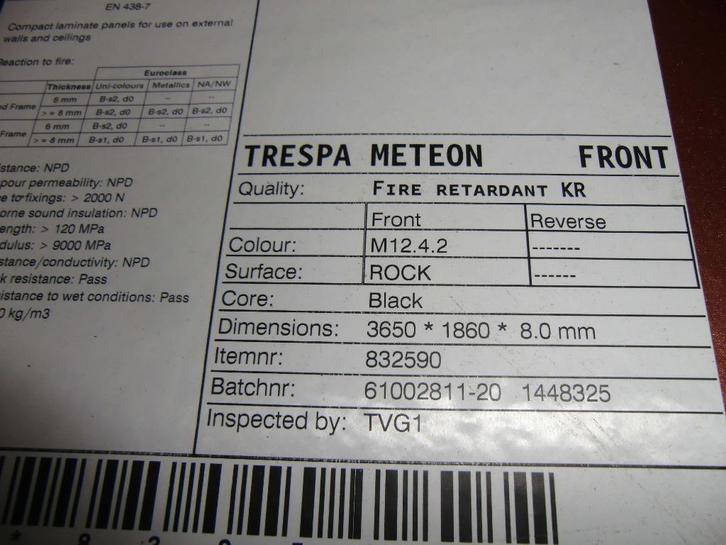 EN 438-7
Compact laminate panels for use on external
walls and ceilings
Reaction to fire:
Euroclass
Thickness Uni-colours Metallics NA/NW
nd Frame 6 mm B-s2, d0 -- --
>= 8 mm B-s2, d0 B-s2, d0 B-s2, d0
Frame 6 mm B-s2, d0 -- --
>= 8 mm B-s1, d0 B-s1, d0 B-s1, d0
istance: NPD
pour permeability: NPD
ce to fixings: > 2000 N
orne sound insulation: NPD
ength: > 120 MPa
dulus: > 9000 MPa
stance/conductivity: NPD
k resistance: Pass
sistance to wet conditions: Pass
0 kg/m3
TRESPA METEON FRONT
Quality: FIRE RETARDANT KR
Front Reverse
Colour: M12.4.2 -------
Surface: ROCK ------
Core: Black
Dimensions: 3650 * 1860 * 8.0 mm
Itemnr: 832590
Batchnr: 61002811-20 1448325
Inspected by: TVG1